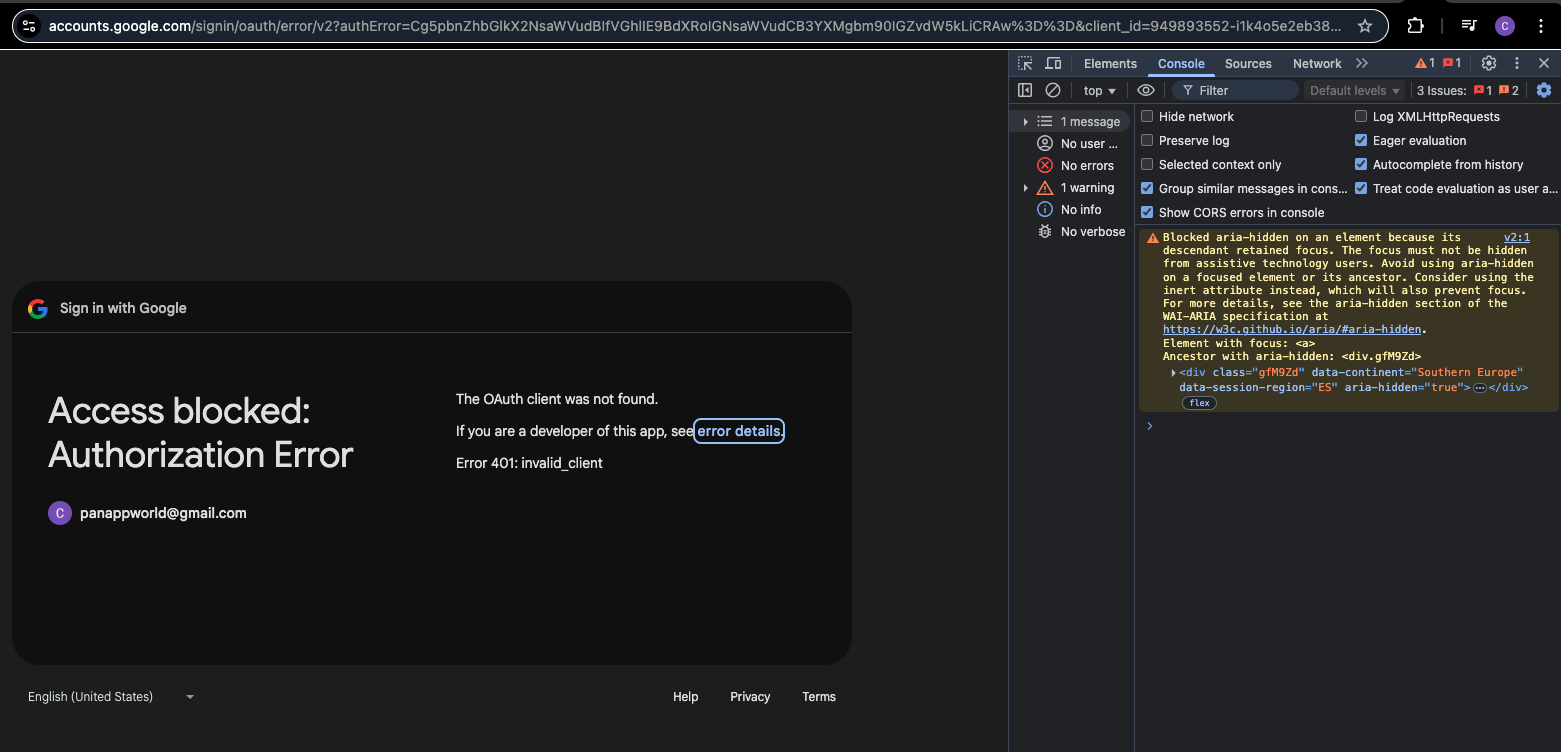 accounts.google.com/signin/oauth/error/v2?authError=Cg5pbnZhbGlkX2NsaWVudBIfVGhlIE9BdXRoIGNsaWVudCB3YXMgbm90IGZvdW5kLiCRAw%3D%3D&client_id=949893552-i1k4o5e2eb38...
C
Elements Console Sources Network 1 1
top Filter Default levels 3 Issues: 1 2
1 message
No user ...
No errors
1 warning
No info
No verbose
Hide network Log XMLHttpRequests
Preserve log Eager evaluation
Selected context only Autocomplete from history
Group similar messages in cons... Treat code evaluation as user a...
Show CORS errors in console
Blocked aria-hidden on an element because its v2:1
descendant retained focus. The focus must not be hidden
from assistive technology users. Avoid using aria-hidden
on a focused element or its ancestor. Consider using the
inert attribute instead, which will also prevent focus.
For more details, see the aria-hidden section of the
WAI-ARIA specification at
https://w3c.github.io/aria/#aria-hidden.
Element with focus: <a>
Ancestor with aria-hidden: <div.gfM9Zd>
<div class="gfM9Zd" data-continent="Southern Europe"
data-session-region="ES" aria-hidden="true">…</div>
flex
Sign in with Google
Access blocked:
Authorization Error
C panappworld@gmail.com
The OAuth client was not found.
If you are a developer of this app, see error details.
Error 401: invalid_client
English (United States) Help Privacy Terms